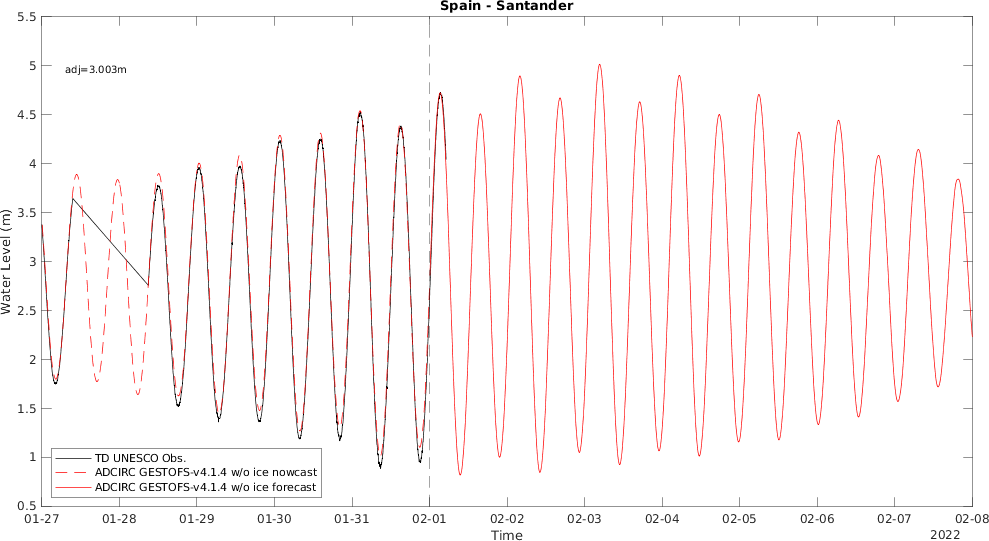 Spain - Santander
5.5
5
4.5
4
3.5
3
2.5
2
1.5
1
0.5
Water Level (m)
adj=3.003m
TD UNESCO Obs.
ADCIRC GESTOFS-v4.1.4 w/o ice nowcast
ADCIRC GESTOFS-v4.1.4 w/o ice forecast
01-27 01-28 01-29 01-30 01-31 02-01 02-02 02-03 02-04 02-05 02-06 02-07 02-08
Time
2022